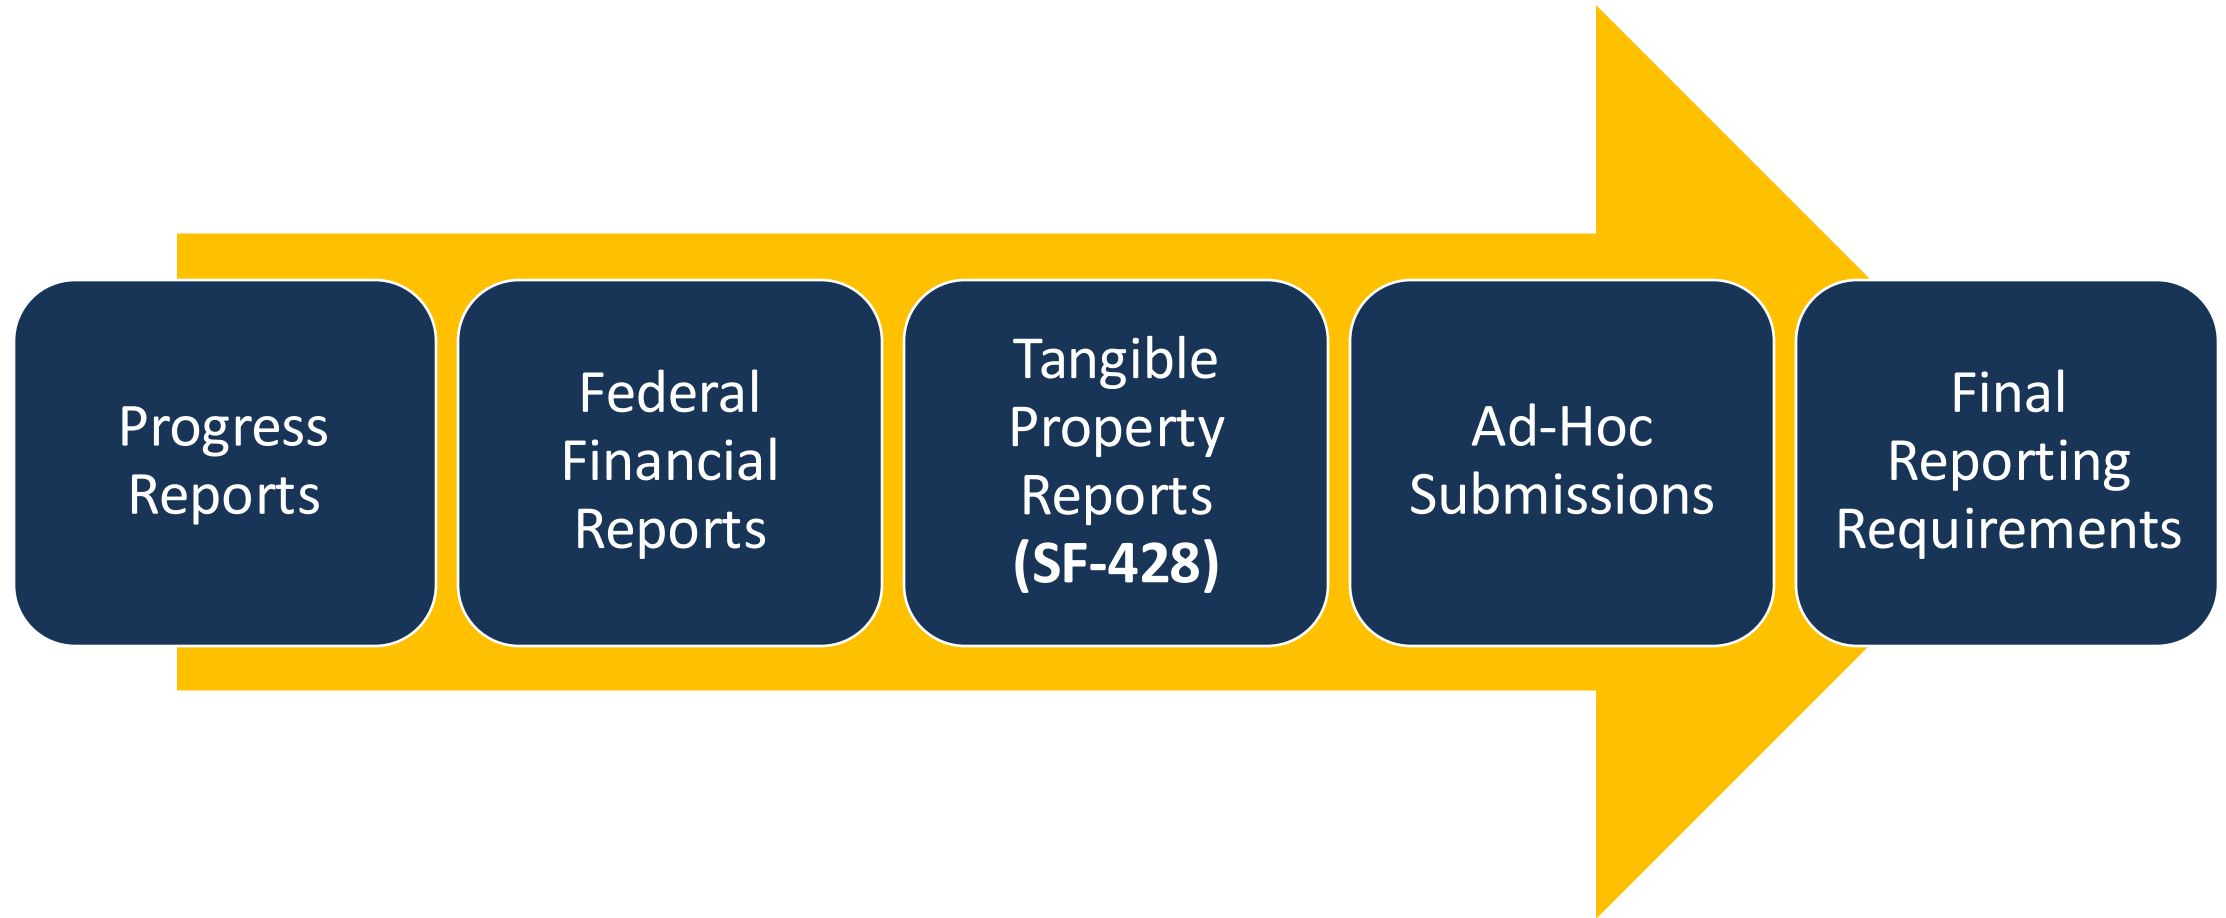 Progress
Reports
Federal
Financial
Reports
Tangible
Property
Reports
(SF-428)
Ad-Hoc
Submissions
Final
Reporting
Requirements